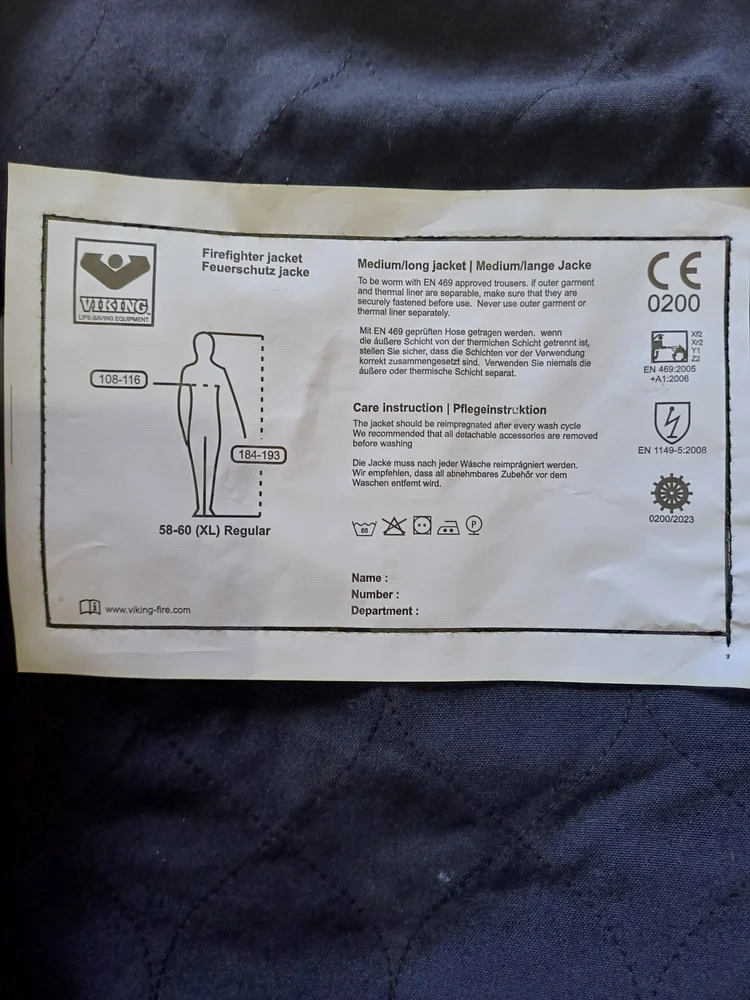 VIKING
LIFE-SAVING EQUIPMENT
Firefighter jacket
Feuerschutz jacke
108-116
184-193
58-60 (XL) Regular
www.viking-fire.com
Medium/long jacket | Medium/lange Jacke
To be worm with EN 469 approved trousers. if outer garment
and thermal liner are separable, make sure that they are
securely fastened before use. Never use outer garment or
thermal liner separately.
Mit EN 469 geprüften Hose getragen werden. wenn
die äußere Schicht von der thermichen Schicht getrennt ist,
stellen Sie sicher, dass die Schichten vor der Verwendung
korrekt zusammengesetzt sind. Verwenden Sie niemals die
äußere oder thermische Schicht separat.
Care instruction | Pflegeinstruktion
The jacket should be reimpregnated after every wash cycle
We recommended that all detachable accessories are removed
before washing
Die Jacke muss nach jeder Wäsche reimprägniert werden.
Wir empfehlen, dass all abnehmbares Zubehör vor dem
Waschen entfemt wird.
60
P
Name :
Number :
Department :
CE
0200
Xf2
Xr2
Y1
Z2
EN 469:2005
+A1:2006
EN 1149-5:2008
0200/2023